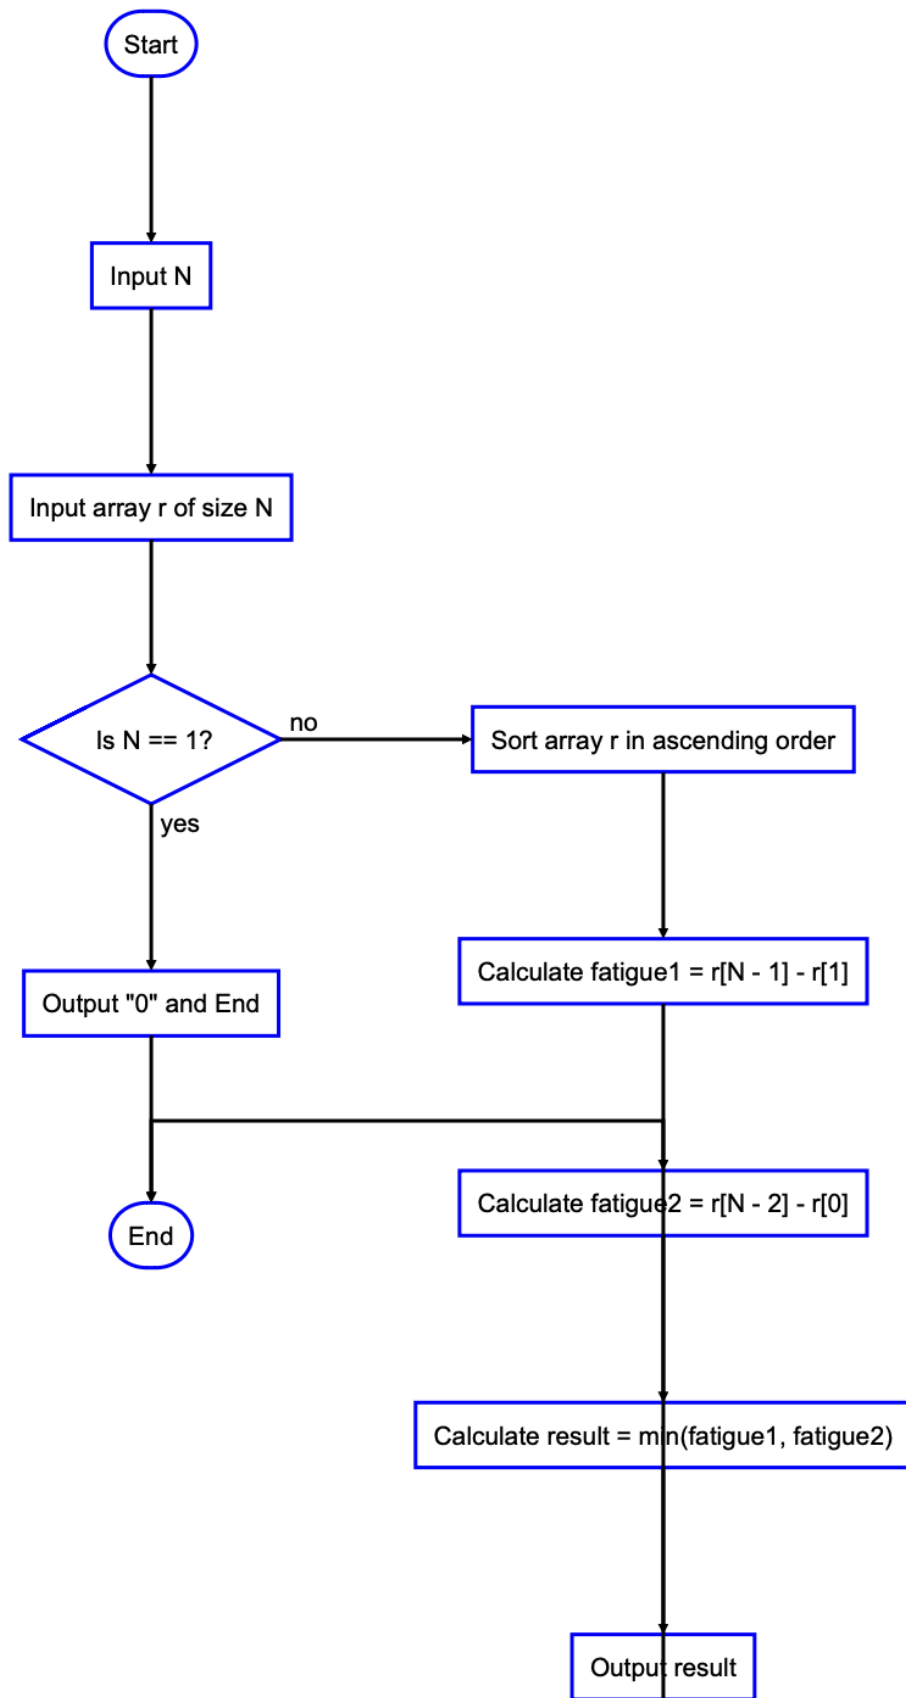 Start
Input N
Input array r of size N
Is N == 1?
no
Sort array r in ascending order
yes
Calculate fatigue1 = r[N - 1] - r[1]
Output "0" and End
Calculate fatigue2 = r[N - 2] - r[0]
End
Calculate result = min(fatigue1, fatigue2)
Output result